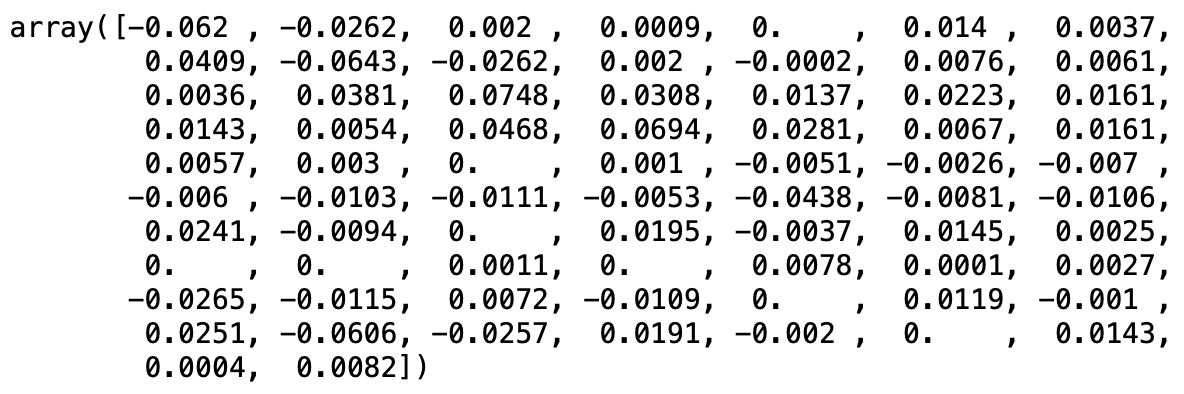 array([-0.062 , -0.0262,  0.002 ,  0.0009,  0.    ,  0.014 ,  0.0037,
        0.0409, -0.0643, -0.0262,  0.002 , -0.0002,  0.0076,  0.0061,
        0.0036,  0.0381,  0.0748,  0.0308,  0.0137,  0.0223,  0.0161,
        0.0143,  0.0054,  0.0468,  0.0694,  0.0281,  0.0067,  0.0161,
        0.0057,  0.003 ,  0.    ,  0.001 , -0.0051, -0.0026, -0.007 ,
       -0.006 , -0.0103, -0.0111, -0.0053, -0.0438, -0.0081, -0.0106,
        0.0241, -0.0094,  0.    ,  0.0195, -0.0037,  0.0145,  0.0025,
        0.    ,  0.    ,  0.0011,  0.    ,  0.0078,  0.0001,  0.0027,
       -0.0265, -0.0115,  0.0072, -0.0109,  0.    ,  0.0119, -0.001 ,
        0.0251, -0.0606, -0.0257,  0.0191, -0.002 ,  0.    ,  0.0143,
        0.0004,  0.0082])